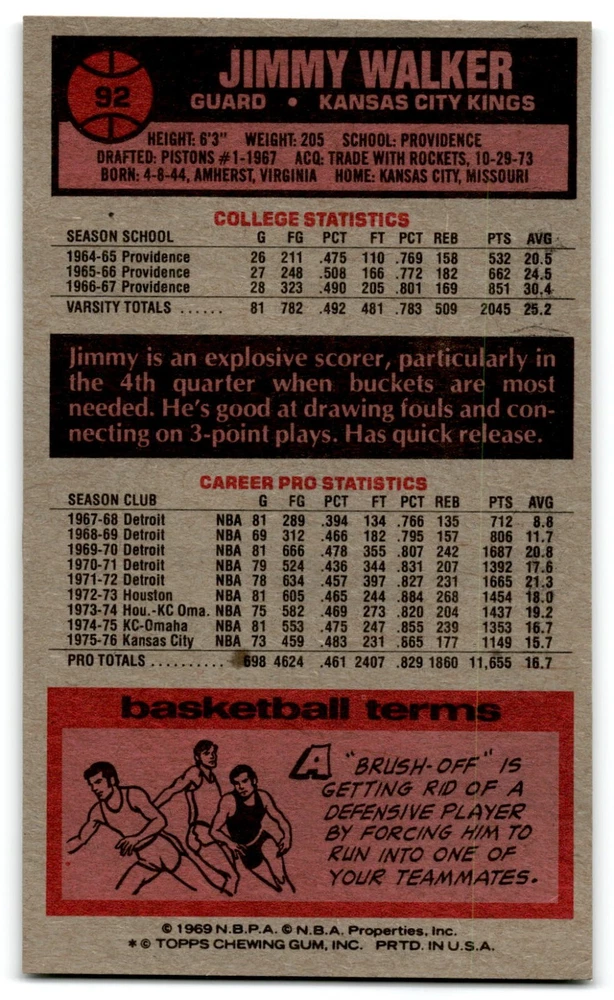 92
JIMMY WALKER
GUARD • KANSAS CITY KINGS
HEIGHT: 6'3" WEIGHT: 205 SCHOOL: PROVIDENCE
DRAFTED: PISTONS #1-1967 ACQ: TRADE WITH ROCKETS, 10-29-73
BORN: 4-8-44, AMHERST, VIRGINIA HOME: KANSAS CITY, MISSOURI
COLLEGE STATISTICS
SEASON SCHOOL G FG PCT FT PCT REB PTS AVG
1964-65 Providence 26 211 .475 110 .769 158 532 20.5
1965-66 Providence 27 248 .508 166 .772 182 662 24.5
1966-67 Providence 28 323 .490 205 .801 169 851 30.4
VARSITY TOTALS ...... 81 782 .492 481 .783 509 2045 25.2
Jimmy is an explosive scorer, particularly in
the 4th quarter when buckets are most
needed. He's good at drawing fouls and con-
necting on 3-point plays. Has quick release.
CAREER PRO STATISTICS
SEASON CLUB G FG PCT FT PCT REB PTS AVG
1967-68 Detroit NBA 81 289 .394 134 .766 135 712 8.8
1968-69 Detroit NBA 69 312 .466 182 .795 157 806 11.7
1969-70 Detroit NBA 81 666 .478 355 .807 242 1687 20.8
1970-71 Detroit NBA 79 524 .436 344 .831 207 1392 17.6
1971-72 Detroit NBA 78 634 .457 397 .827 231 1665 21.3
1972-73 Houston NBA 81 605 .465 244 .884 268 1454 18.0
1973-74 Hou.-KC Oma. NBA 75 582 .469 273 .820 204 1437 19.2
1974-75 KC-Omaha NBA 81 553 .475 247 .855 239 1353 16.7
1975-76 Kansas City NBA 73 459 .483 231 .865 177 1149 15.7
PRO TOTALS .......... 698 4624 .461 2407 .829 1860 11,655 16.7
basketball terms
A "BRUSH-OFF" IS
GETTING RID OF A
DEFENSIVE PLAYER
BY FORCING HIM TO
RUN INTO ONE OF
YOUR TEAMMATES.
© 1969 N.B.P.A. © N.B.A. Properties, Inc.
* © TOPPS CHEWING GUM, INC. PRTD. IN U.S.A.